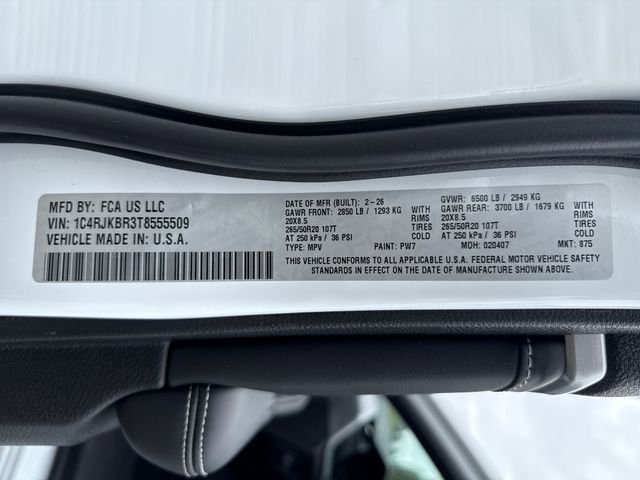 MFD BY: FCA US LLC
VIN: 1C4RJKBR3T8555509
VEHICLE MADE IN: U.S.A.
DATE OF MFR (BUILT): 2-26
GAWR FRONT: 2850 LB / 1293 KG WITH
20X8.5 RIMS
265/50R20 107T TIRES
AT 250 kPa / 36 PSI COLD
TYPE: MPV PAINT: PW7
GVWR: 6500 LB / 2949 KG
GAWR REAR: 3700 LB / 1679 KG WITH
20X8.5 RIMS
265/50R20 107T TIRES
AT 250 kPa / 36 PSI COLD
MDH: 020407 MKT: 875
THIS VEHICLE CONFORMS TO ALL APPLICABLE U.S.A. FEDERAL MOTOR VEHICLE SAFETY
STANDARDS IN EFFECT ON THE DATE OF MANUFACTURE SHOWN ABOVE.